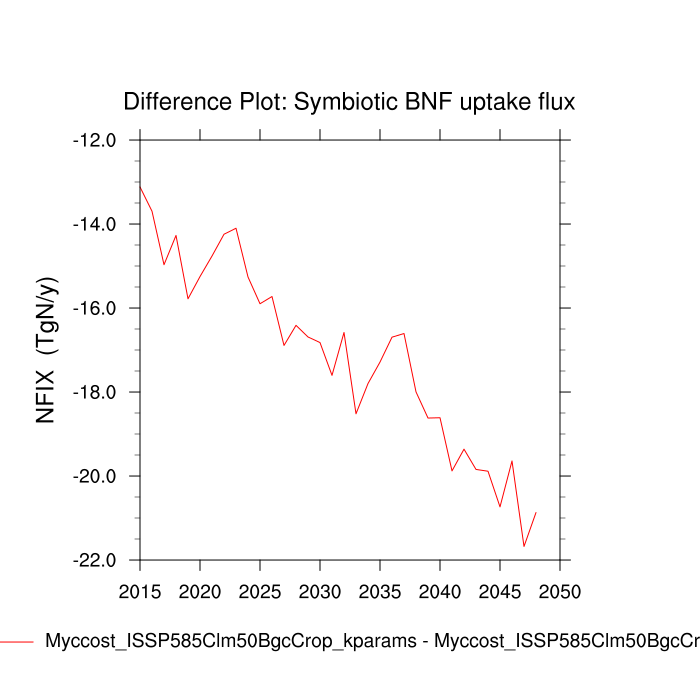 Difference Plot: Symbiotic BNF uptake flux
-12.0
-14.0
-16.0
-18.0
-20.0
-22.0
NFIX (TgN/y)
2015 2020 2025 2030 2035 2040 2045 2050
Myccost_ISSP585Clm50BgcCrop_kparams - Myccost_ISSP585Clm50BgcCr